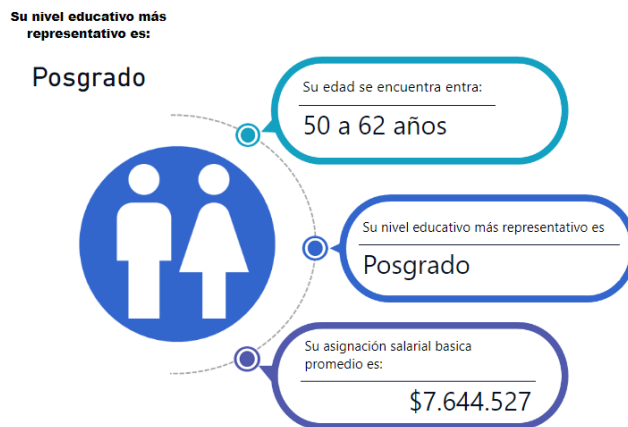 Su nivel educativo más
representativo es:
Posgrado
Su edad se encuentra entra:
50 a 62 años
Su nivel educativo más representativo es
Posgrado
Su asignación salarial basica
promedio es:
$7.644.527